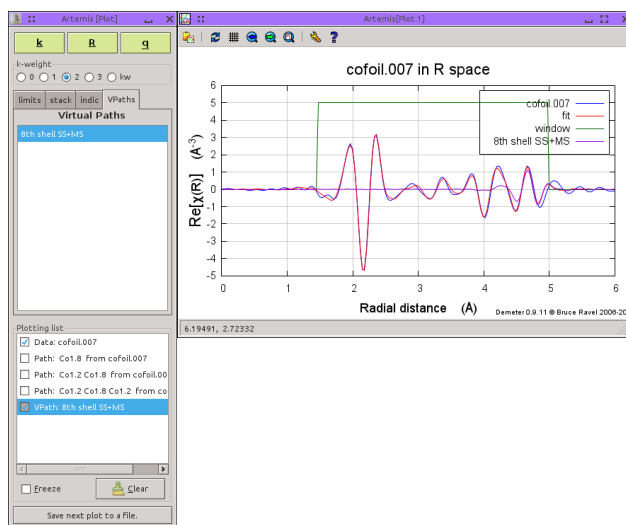 Artemis [Plot]
k R q
k-weight
0 1 2 3 kw
limits stack indic VPaths
Virtual Paths
8th shell SS+MS
Plotting list
Data: cofoil.007
Path: Co1.8 from cofoil.007
Path: Co1.2 Co1.8 from cofoil.00
Path: Co1.2 Co1.8 Co1.2 from co
VPath: 8th shell SS+MS
Freeze
Clear
Save next plot to a file.
Artemis[Plot.1]
cofoil.007 in R space
cofoil.007
fit
window
8th shell SS+MS
Re[χ(R)] (Å⁻³)
6
5
4
3
2
1
0
-1
-2
-3
-4
-5
0 1 2 3 4 5 6
Radial distance (Å)
Demeter 0.9.11 © Bruce Ravel 2006-20
6.19491, 2.72332